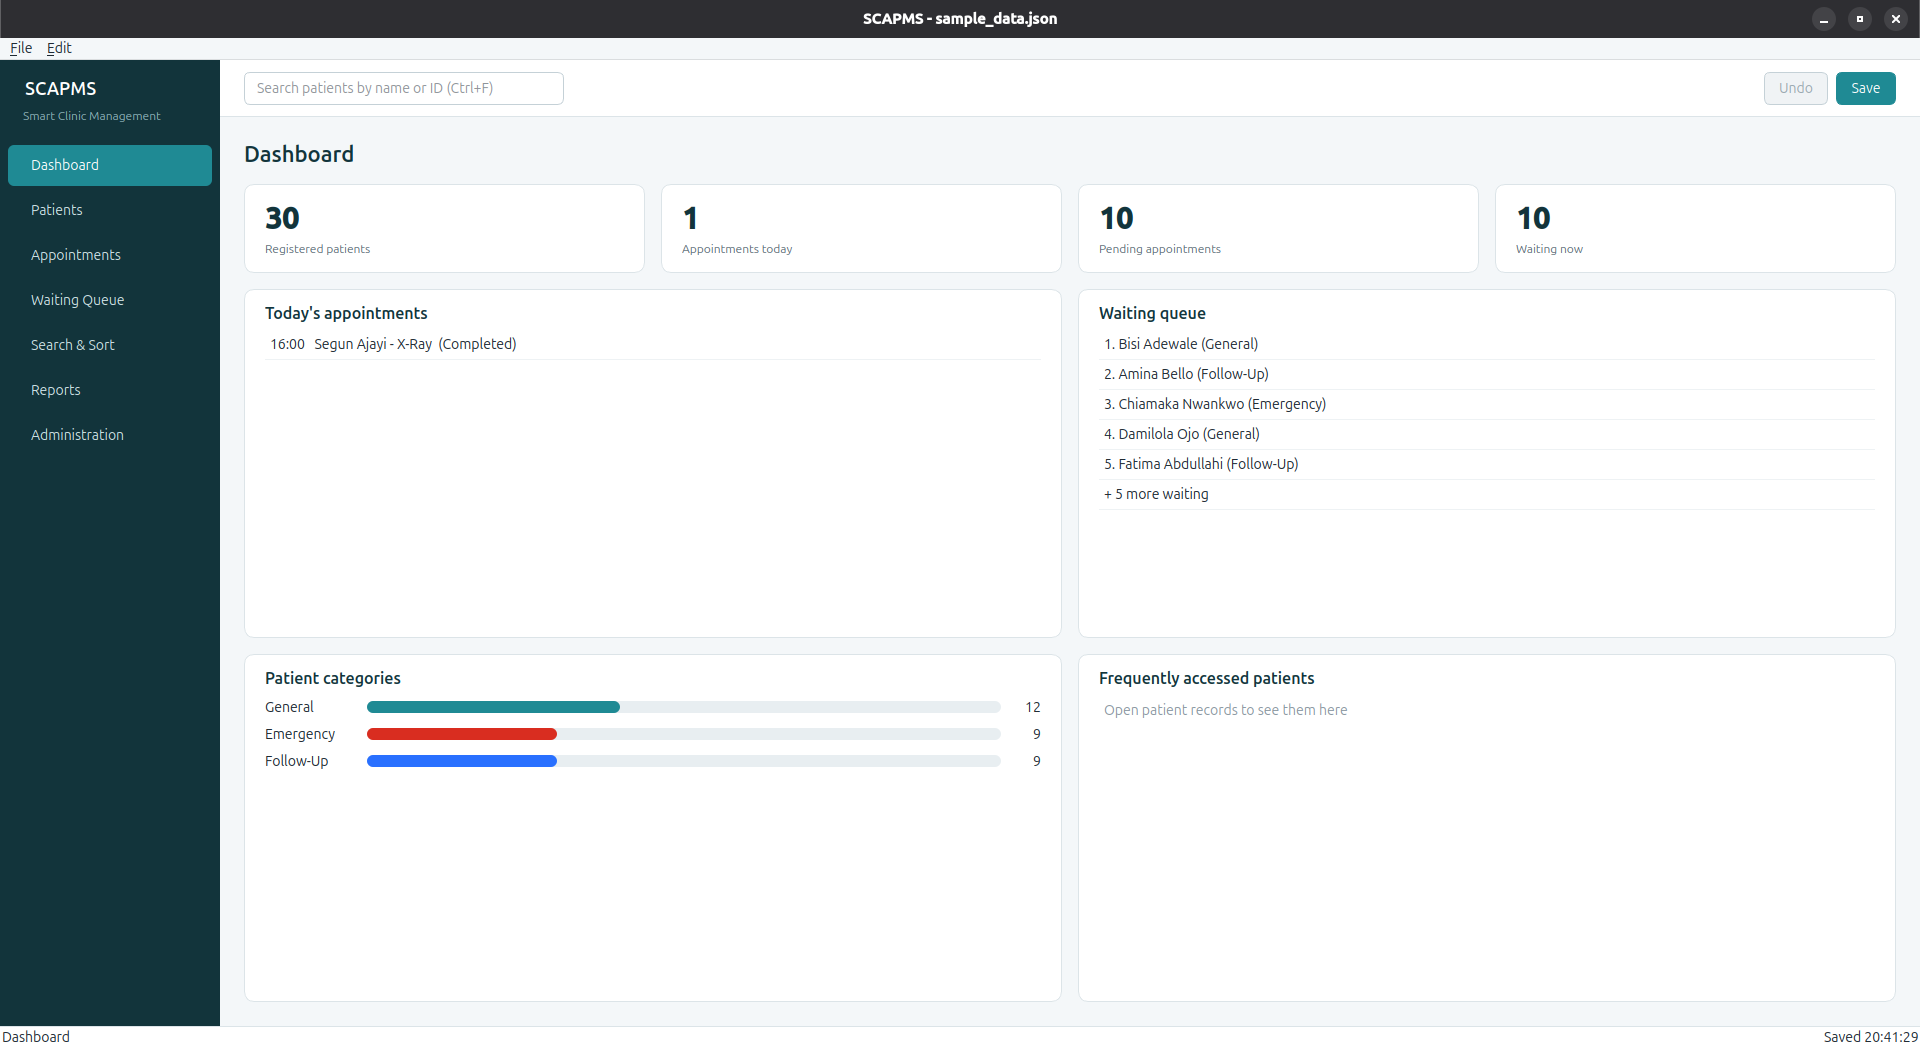 SCAPMS - sample_data.json
File Edit
SCAPMS
Smart Clinic Management
Dashboard
Patients
Appointments
Waiting Queue
Search & Sort
Reports
Administration
Search patients by name or ID (Ctrl+F)
Undo
Save
Dashboard
30
Registered patients
1
Appointments today
10
Pending appointments
10
Waiting now
Today's appointments
16:00 Segun Ajayi - X-Ray (Completed)
Waiting queue
1. Bisi Adewale (General)
2. Amina Bello (Follow-Up)
3. Chiamaka Nwankwo (Emergency)
4. Damilola Ojo (General)
5. Fatima Abdullahi (Follow-Up)
+ 5 more waiting
Patient categories
General 12
Emergency 9
Follow-Up 9
Frequently accessed patients
Open patient records to see them here
Dashboard
Saved 20:41:29